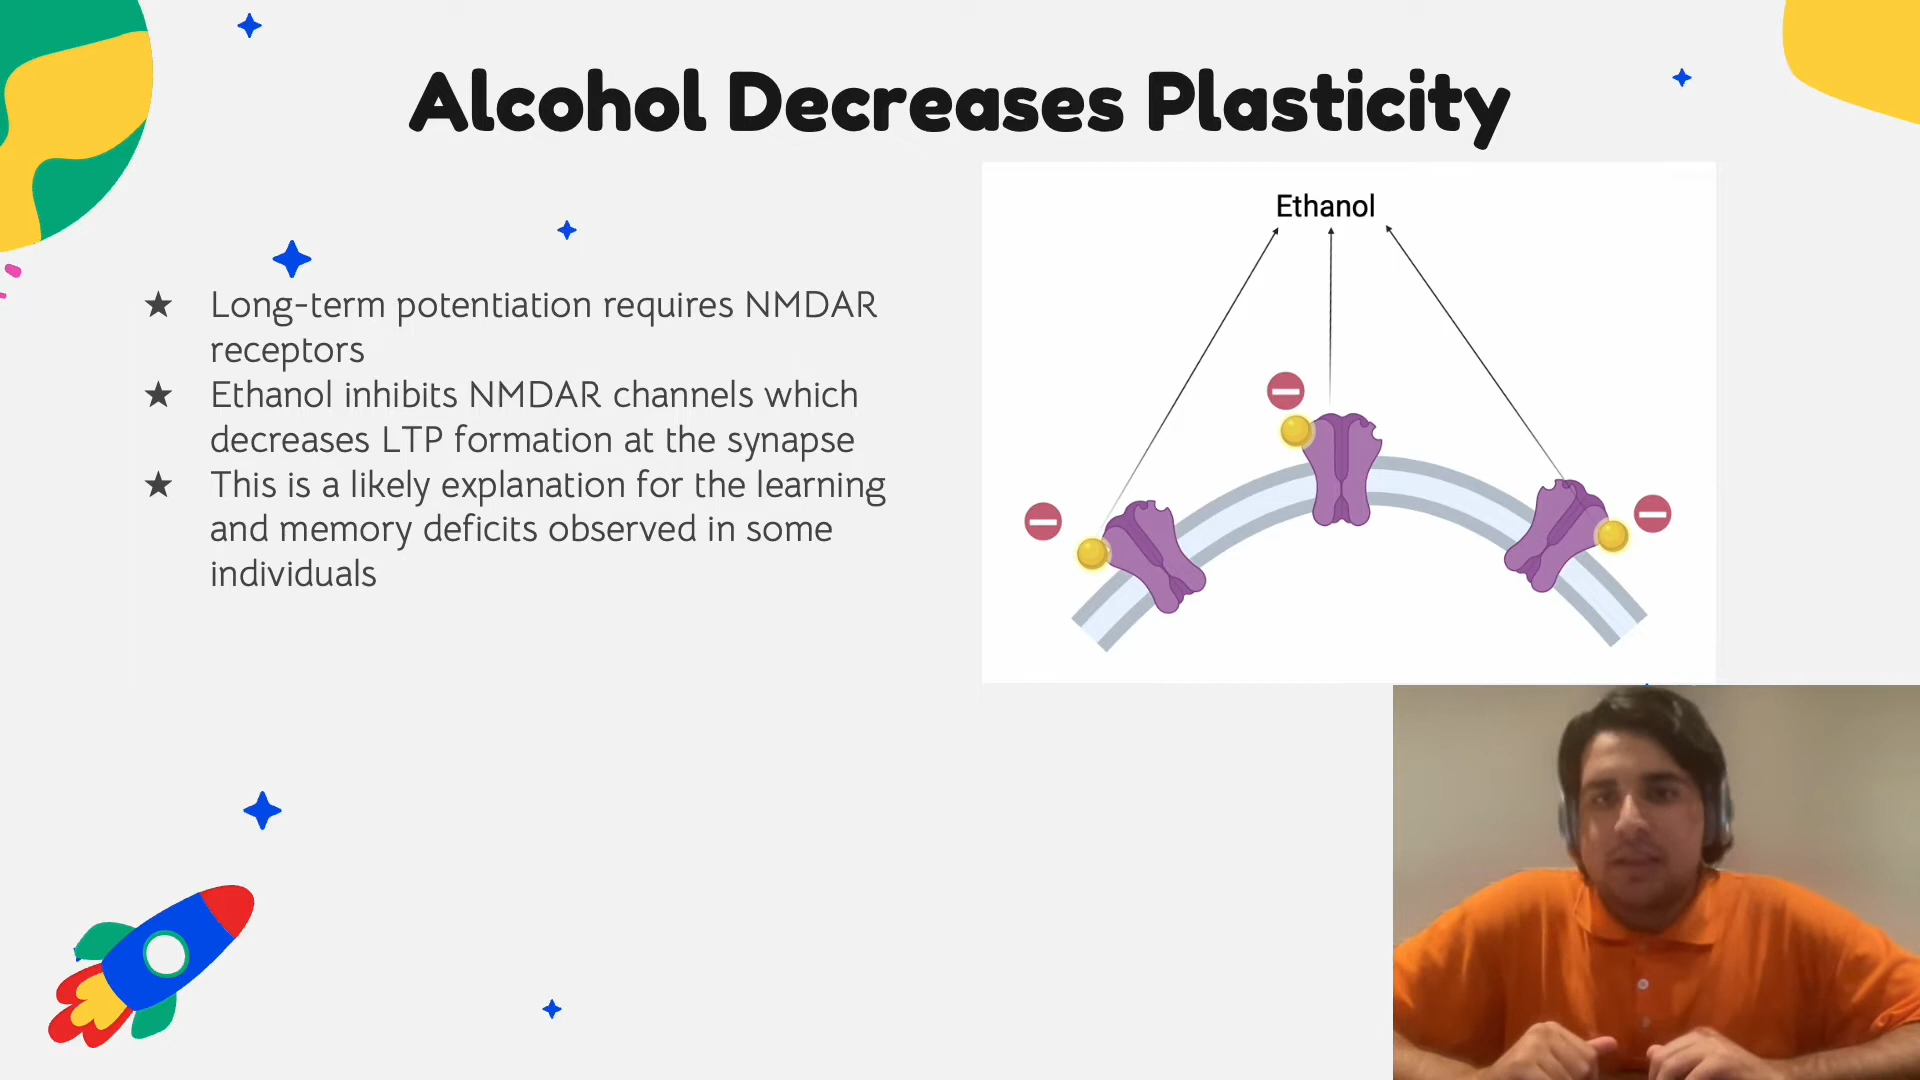 Alcohol Decreases Plasticity
Long-term potentiation requires NMDAR
receptors
Ethanol inhibits NMDAR channels which
decreases LTP formation at the synapse
This is a likely explanation for the learning
and memory deficits observed in some
individuals
Ethanol